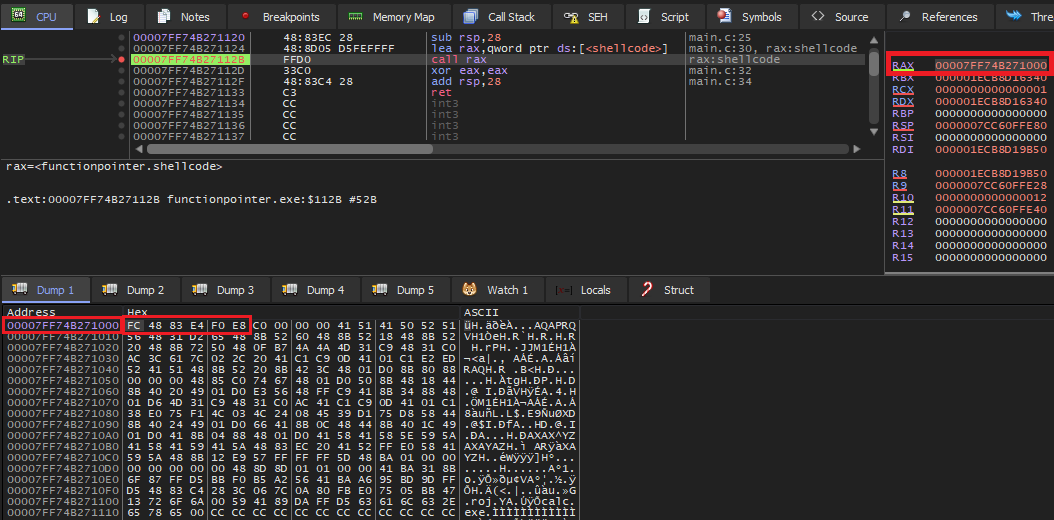 CPU Log Notes Breakpoints Memory Map Call Stack SEH Script Symbols Source References Thre
00007FF74B271120 48:83EC 28 sub rsp,28 main.c:25
00007FF74B271124 48:8D05 D5FEFFFF lea rax,qword ptr ds:[<shellcode>] main.c:30, rax:shellcode
RIP 00007FF74B27112B FFD0 call rax rax:shellcode
00007FF74B27112D 33C0 xor eax,eax main.c:32
00007FF74B27112F 48:83C4 28 add rsp,28 main.c:34
00007FF74B271133 C3 ret
00007FF74B271134 CC int3
00007FF74B271135 CC int3
00007FF74B271136 CC int3
00007FF74B271137 CC int3
RAX 00007FF74B271000
RBX 000001ECB8D16340
RCX 0000000000000001
RDX 000001ECB8D16340
RBP 0000000000000000
RSP 0000007CC60FFE80
RSI 0000000000000000
RDI 000001ECB8D19B50
R8 000001ECB8D19B50
R9 0000007CC60FFE28
R10 0000000000000012
R11 0000007CC60FFE40
R12 0000000000000000
R13 0000000000000000
R14 0000000000000000
R15 0000000000000000
rax=<functionpointer.shellcode>
.text:00007FF74B27112B functionpointer.exe:$112B #52B
Dump 1 Dump 2 Dump 3 Dump 4 Dump 5 Watch 1 Locals Struct
Address Hex ASCII
00007FF74B271000 FC 48 83 E4 F0 E8 C0 00 00 00 41 51 41 50 52 51 üH.äðèÀ...AQAPRQ
00007FF74B271010 56 48 31 D2 65 48 8B 52 60 48 8B 52 18 48 8B 52 VH1ÒeH.R`H.R.H.R
00007FF74B271020 20 48 8B 72 50 48 0F B7 4A 4A 4D 31 C9 48 31 C0 H.rPH.·JJM1ÉH1À
00007FF74B271030 AC 3C 61 7C 02 2C 20 41 C1 C9 0D 41 01 C1 E2 ED ¬<a|., AÁÉ.A.Áâí
00007FF74B271040 52 41 51 48 8B 52 20 8B 42 3C 48 01 D0 8B 80 88 RAQH.R .B<H.Ð...
00007FF74B271050 00 00 00 48 85 C0 74 67 48 01 D0 50 8B 48 18 44 ...H.ÀtgH.ÐP.H.D
00007FF74B271060 8B 40 20 49 01 D0 E3 56 48 FF C9 41 8B 34 88 48 .@ I.ÐãVHÿÉA.4.H
00007FF74B271070 01 D6 4D 31 C9 48 31 C0 AC 41 C1 C9 0D 41 01 C1 .ÖM1ÉH1À¬AÁÉ.A.Á
00007FF74B271080 38 E0 75 F1 4C 03 4C 24 08 45 39 D1 75 D8 58 44 8àuñL.L$.E9ÑuØXD
00007FF74B271090 8B 40 24 49 01 D0 66 41 8B 0C 48 44 8B 40 1C 49 .@$I.ÐfA..HD.@.I
00007FF74B2710A0 01 D0 41 8B 04 88 48 01 D0 41 58 41 58 5E 59 5A .ÐA...H.ÐAXAX^YZ
00007FF74B2710B0 41 58 41 59 41 5A 48 83 EC 20 41 52 FF E0 58 41 AXAYAZH.ì ARÿàXA
00007FF74B2710C0 59 5A 48 8B 12 E9 57 FF FF FF 5D 48 BA 01 00 00 YZH..éWÿÿÿ]Hº...
00007FF74B2710D0 00 00 00 00 00 48 8D 8D 01 01 00 00 41 BA 31 8B .....H......Aº1.
00007FF74B2710E0 6F 87 FF D5 BB F0 B5 A2 56 41 BA A6 95 BD 9D FF o.ÿÕ»ðµ¢VAº¦.½.ÿ
00007FF74B2710F0 D5 48 83 C4 28 3C 06 7C 0A 80 FB E0 75 05 BB 47 ÕH.Ä(<.|..ûàu.»G
00007FF74B271100 13 72 6F 6A 00 59 41 89 DA FF D5 63 61 6C 63 2E .roj.YA.ÚÿÕcalc.
00007FF74B271110 65 78 65 00 CC CC CC CC CC CC CC CC CC CC CC CC exe.ÌÌÌÌÌÌÌÌÌÌÌÌ